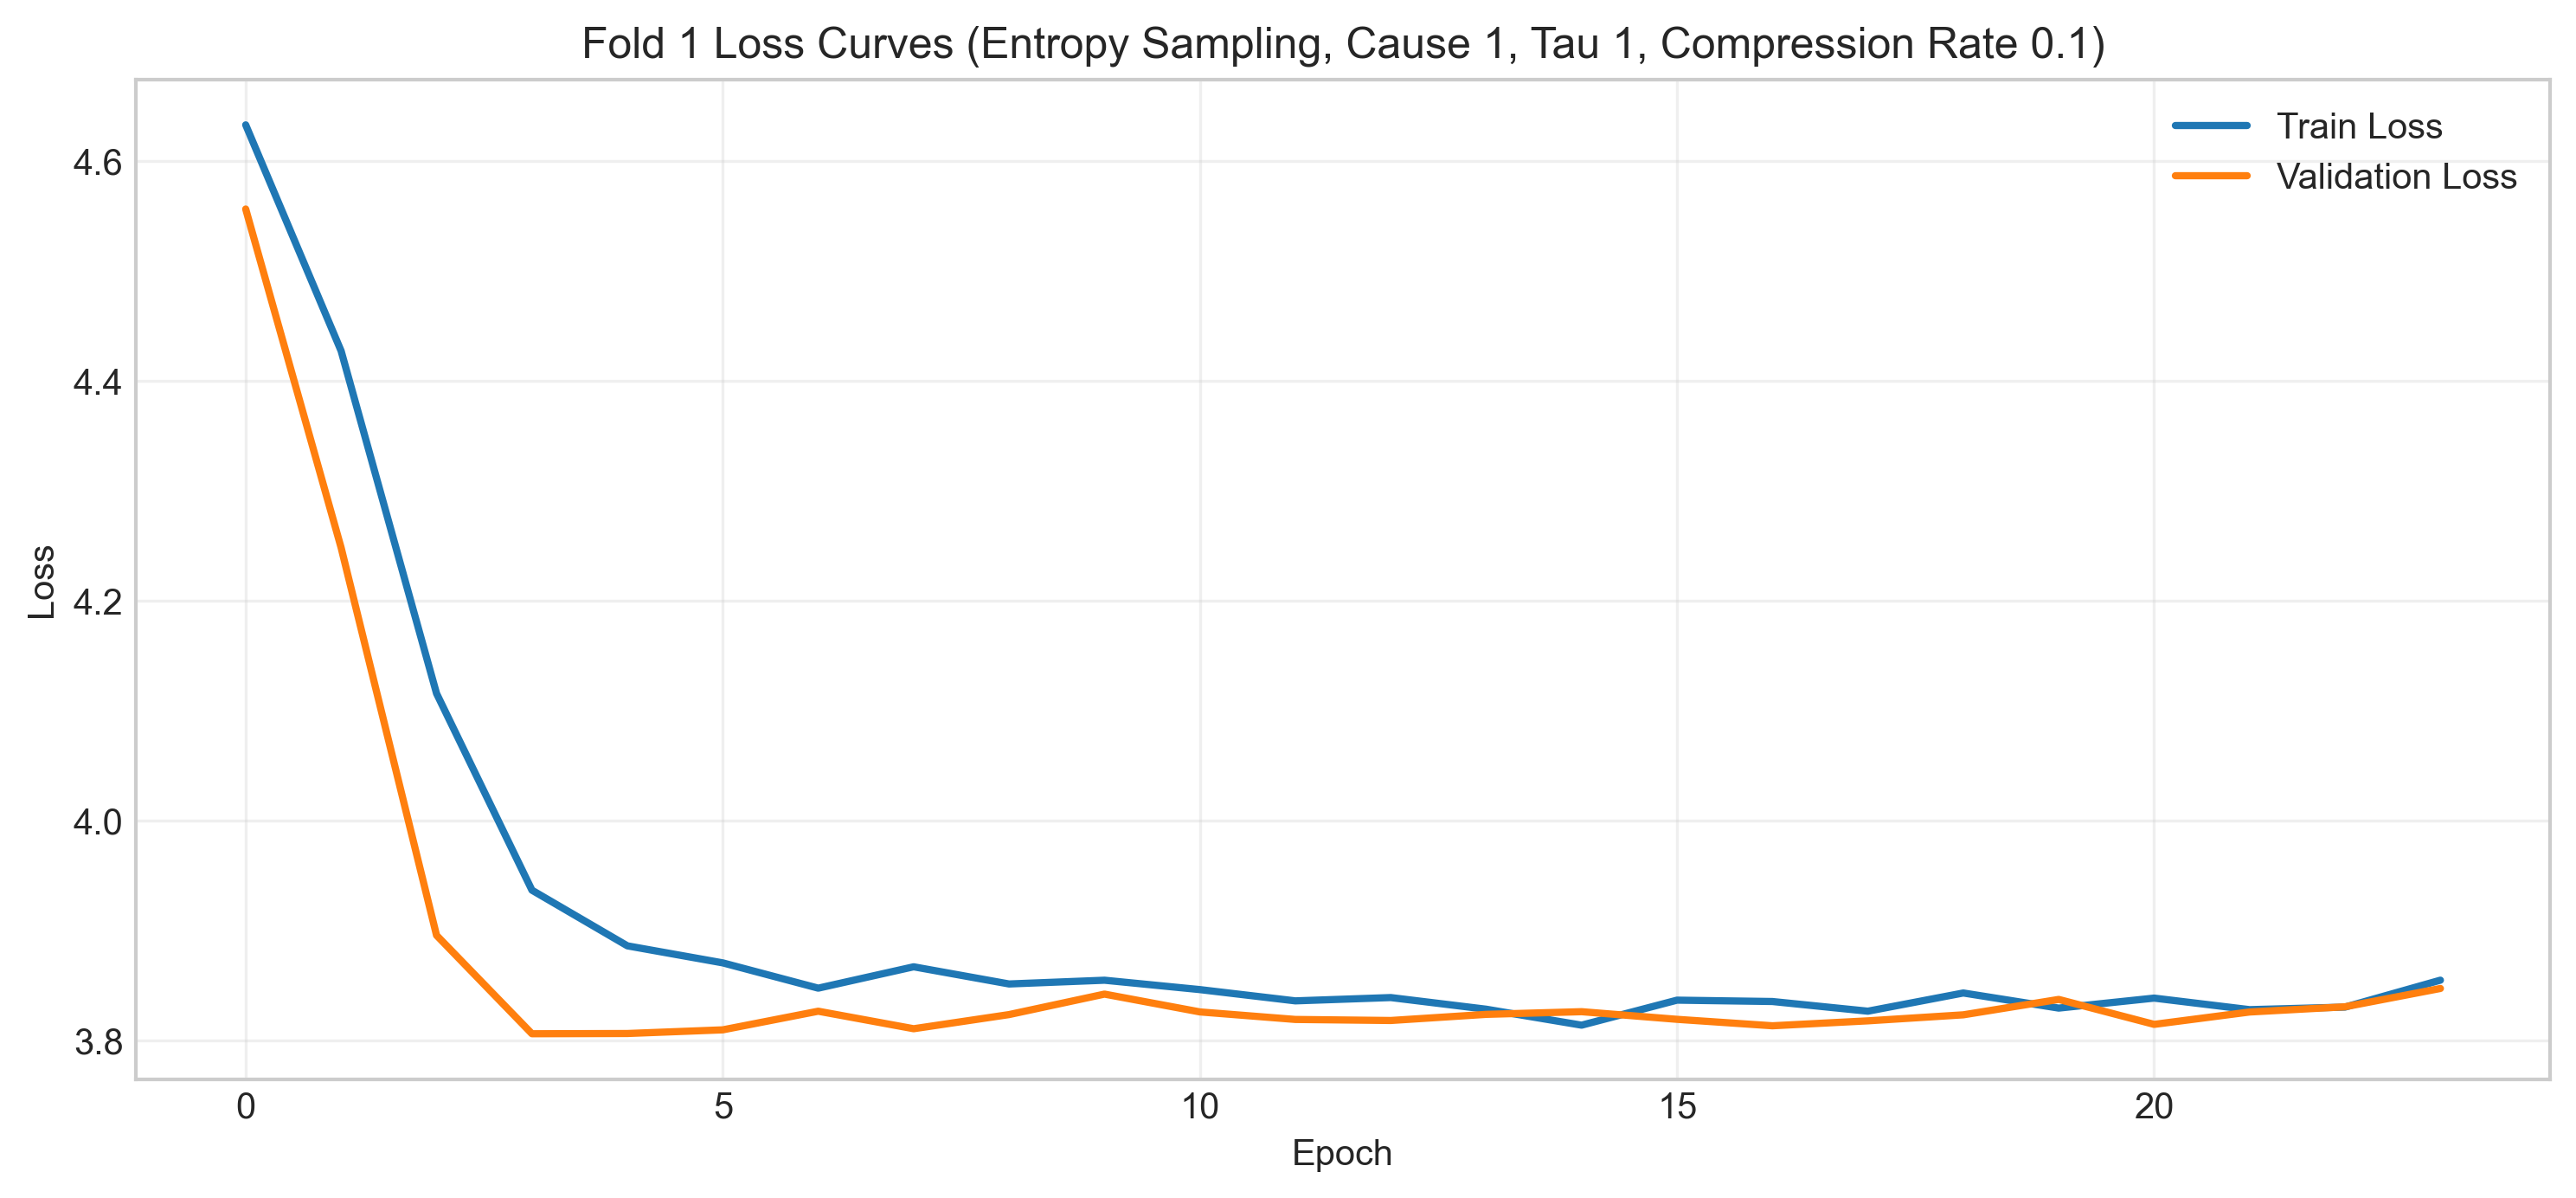 Fold 1 Loss Curves (Entropy Sampling, Cause 1, Tau 1, Compression Rate 0.1)
Train Loss
Validation Loss
4.6
4.4
4.2
4.0
3.8
Loss
0 5 10 15 20
Epoch